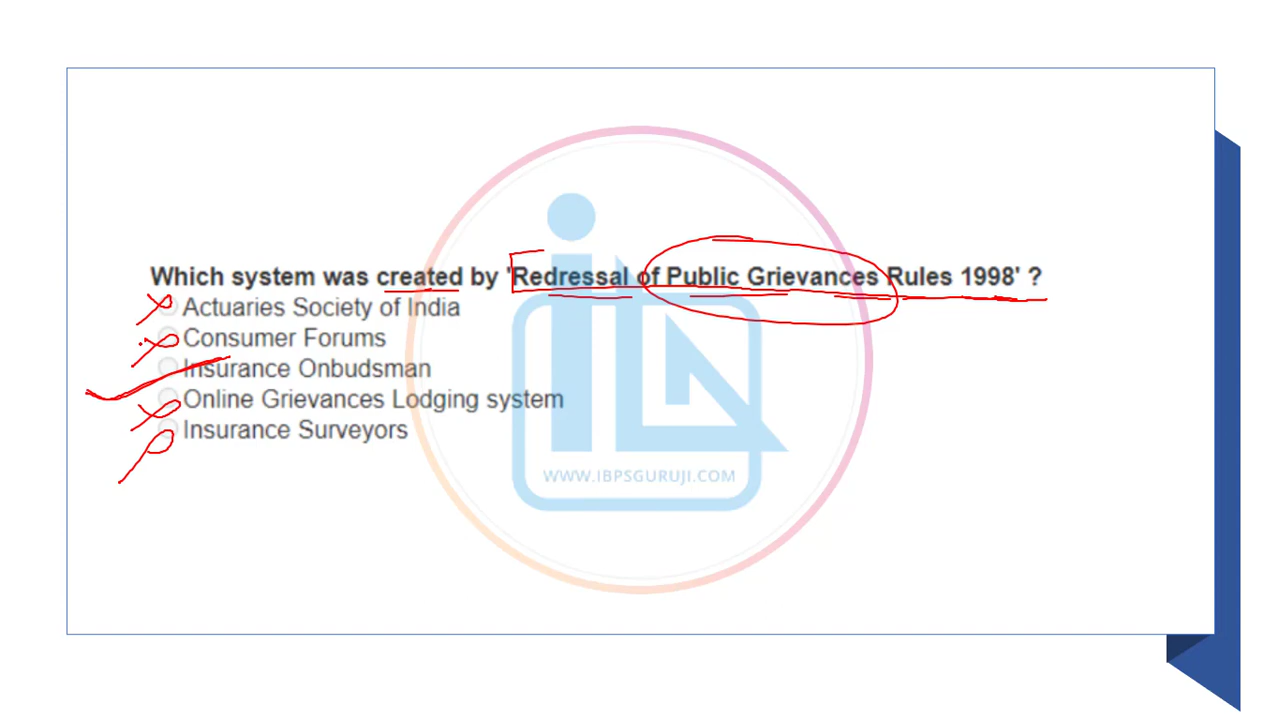 Which system was created by 'Redressal of Public Grievances Rules 1998' ?
Actuaries Society of India
Consumer Forums
Insurance Onbudsman
Online Grievances Lodging system
Insurance Surveyors
WWW.IBPSGURUJI.COM